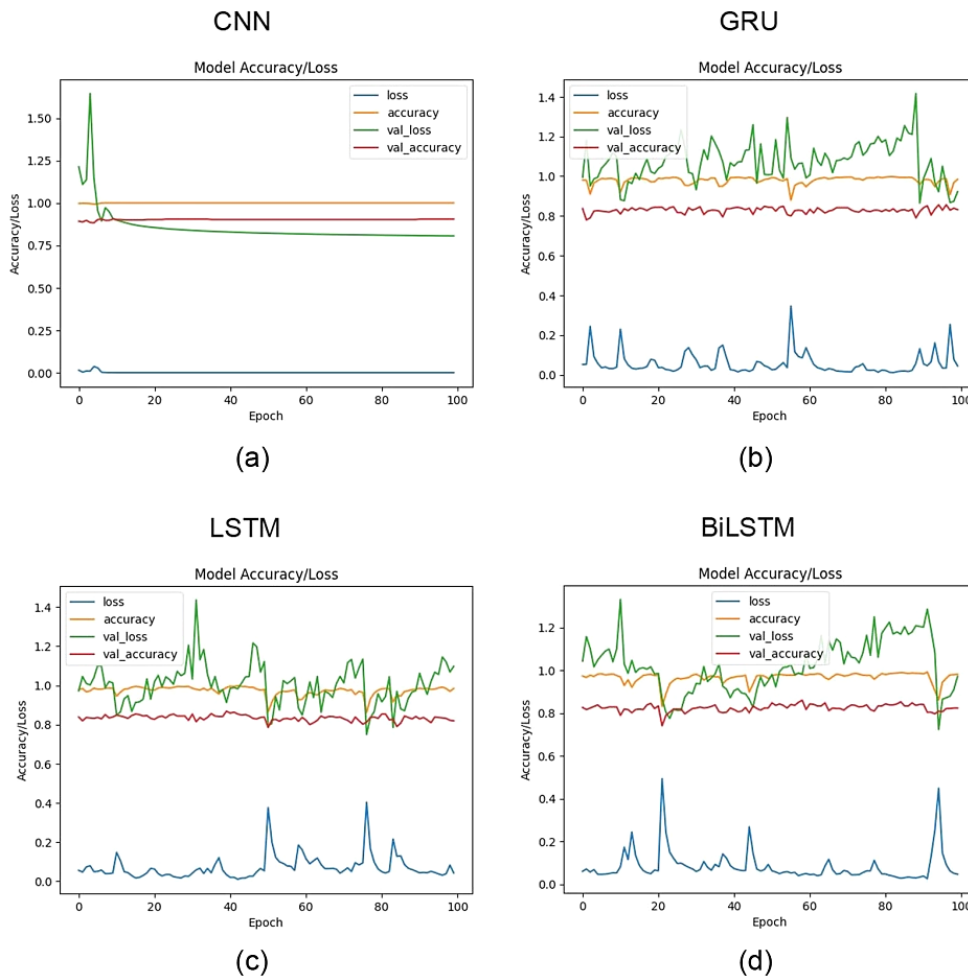 CNN
Model Accuracy/Loss
loss
accuracy
val_loss
val_accuracy
Accuracy/Loss
1.50
1.25
1.00
0.75
0.50
0.25
0.00
0 20 40 60 80 100
Epoch
(a)
GRU
Model Accuracy/Loss
loss
accuracy
val_loss
val_accuracy
Accuracy/Loss
1.4
1.2
1.0
0.8
0.6
0.4
0.2
0.0
0 20 40 60 80 100
Epoch
(b)
LSTM
Model Accuracy/Loss
loss
accuracy
val_loss
val_accuracy
Accuracy/Loss
1.4
1.2
1.0
0.8
0.6
0.4
0.2
0.0
0 20 40 60 80 100
Epoch
(c)
BiLSTM
Model Accuracy/Loss
loss
accuracy
val_loss
val_accuracy
Accuracy/Loss
1.2
1.0
0.8
0.6
0.4
0.2
0.0
0 20 40 60 80 100
Epoch
(d)